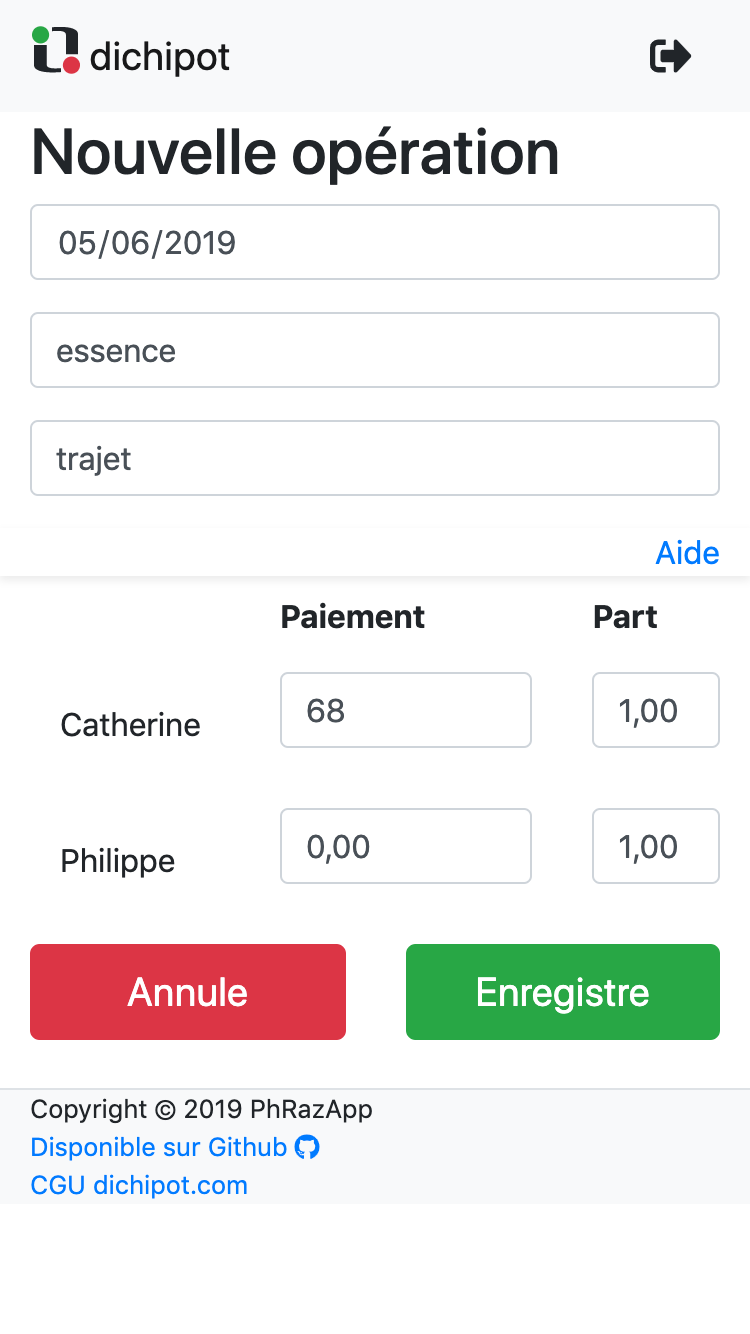 dichipot
Nouvelle opération
05/06/2019
essence
trajet
Aide
Paiement Part
Catherine 68 1,00
Philippe 0,00 1,00
Annule Enregistre
Copyright © 2019 PhRazApp
Disponible sur Github
CGU dichipot.com